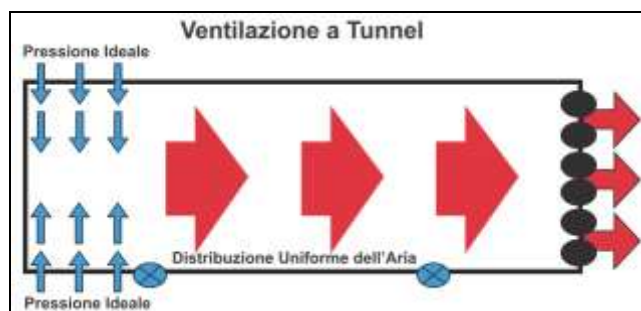 Ventilazione a Tunnel
Pressione Ideale
Distribuzione Uniforme dell'Aria
Pressione Ideale